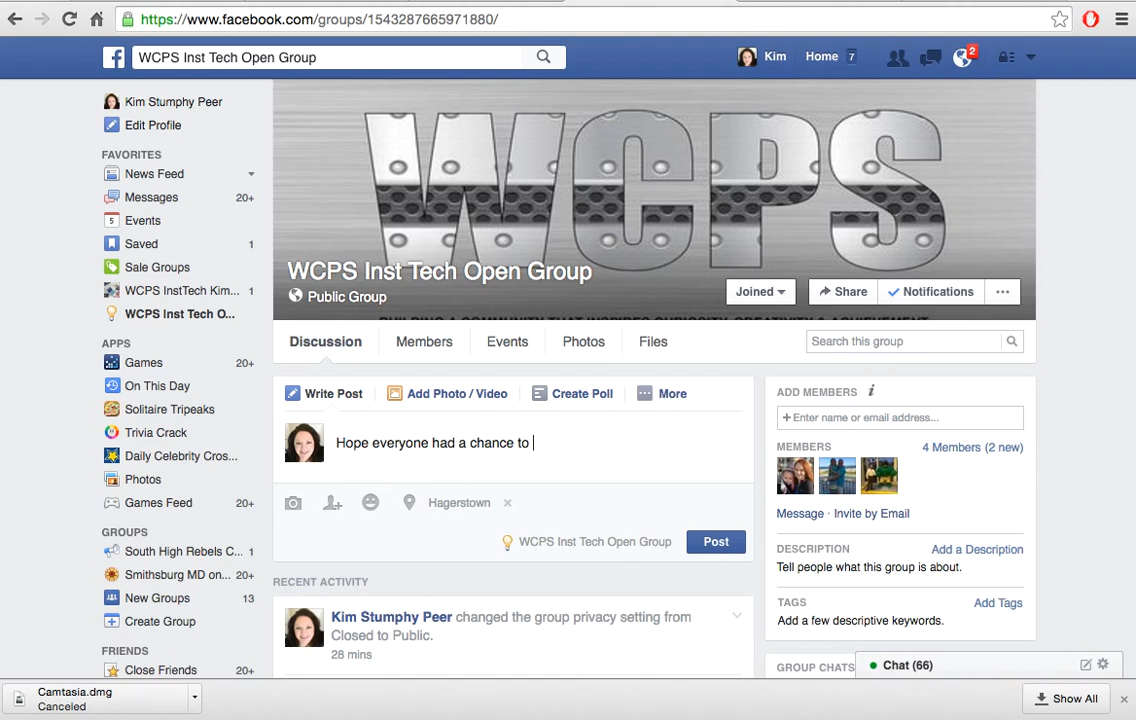 https://www.facebook.com/groups/1543287665971880/
WCPS Inst Tech Open Group
Kim
Home 7
2
Kim Stumphy Peer
Edit Profile
FAVORITES
News Feed
Messages 20+
5 Events
Saved 1
Sale Groups
WCPS InstTech Kim... 1
WCPS Inst Tech O...
APPS
Games 20+
On This Day
Solitaire Tripeaks
Trivia Crack
Daily Celebrity Cros...
Photos
Games Feed 20+
GROUPS
South High Rebels C... 1
Smithsburg MD on... 20+
New Groups 13
Create Group
FRIENDS
Close Friends 20+
WCPS
WCPS Inst Tech Open Group
Public Group
Joined
Share
Notifications
BUILDING A COMMUNITY THAT INSPIRES CURIOSITY, CREATIVITY & ACHIEVEMENT
Discussion
Members
Events
Photos
Files
Search this group
Write Post
Add Photo / Video
Create Poll
More
Hope everyone had a chance to
Hagerstown ×
WCPS Inst Tech Open Group
Post
RECENT ACTIVITY
Kim Stumphy Peer changed the group privacy setting from
Closed to Public.
28 mins
ADD MEMBERS i
+Enter name or email address...
MEMBERS 4 Members (2 new)
Message · Invite by Email
DESCRIPTION Add a Description
Tell people what this group is about.
TAGS Add Tags
Add a few descriptive keywords.
GROUP CHATS
Chat (66)
Camtasia.dmg
Canceled
Show All